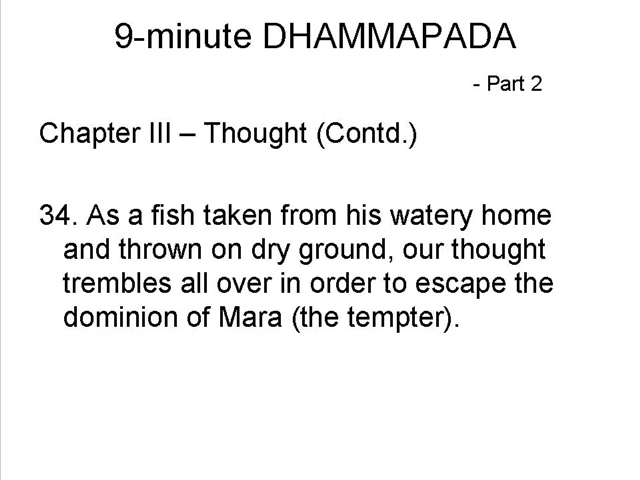 9-minute DHAMMAPADA
- Part 2
Chapter III – Thought (Contd.)
34. As a fish taken from his watery home
and thrown on dry ground, our thought
trembles all over in order to escape the
dominion of Mara (the tempter).